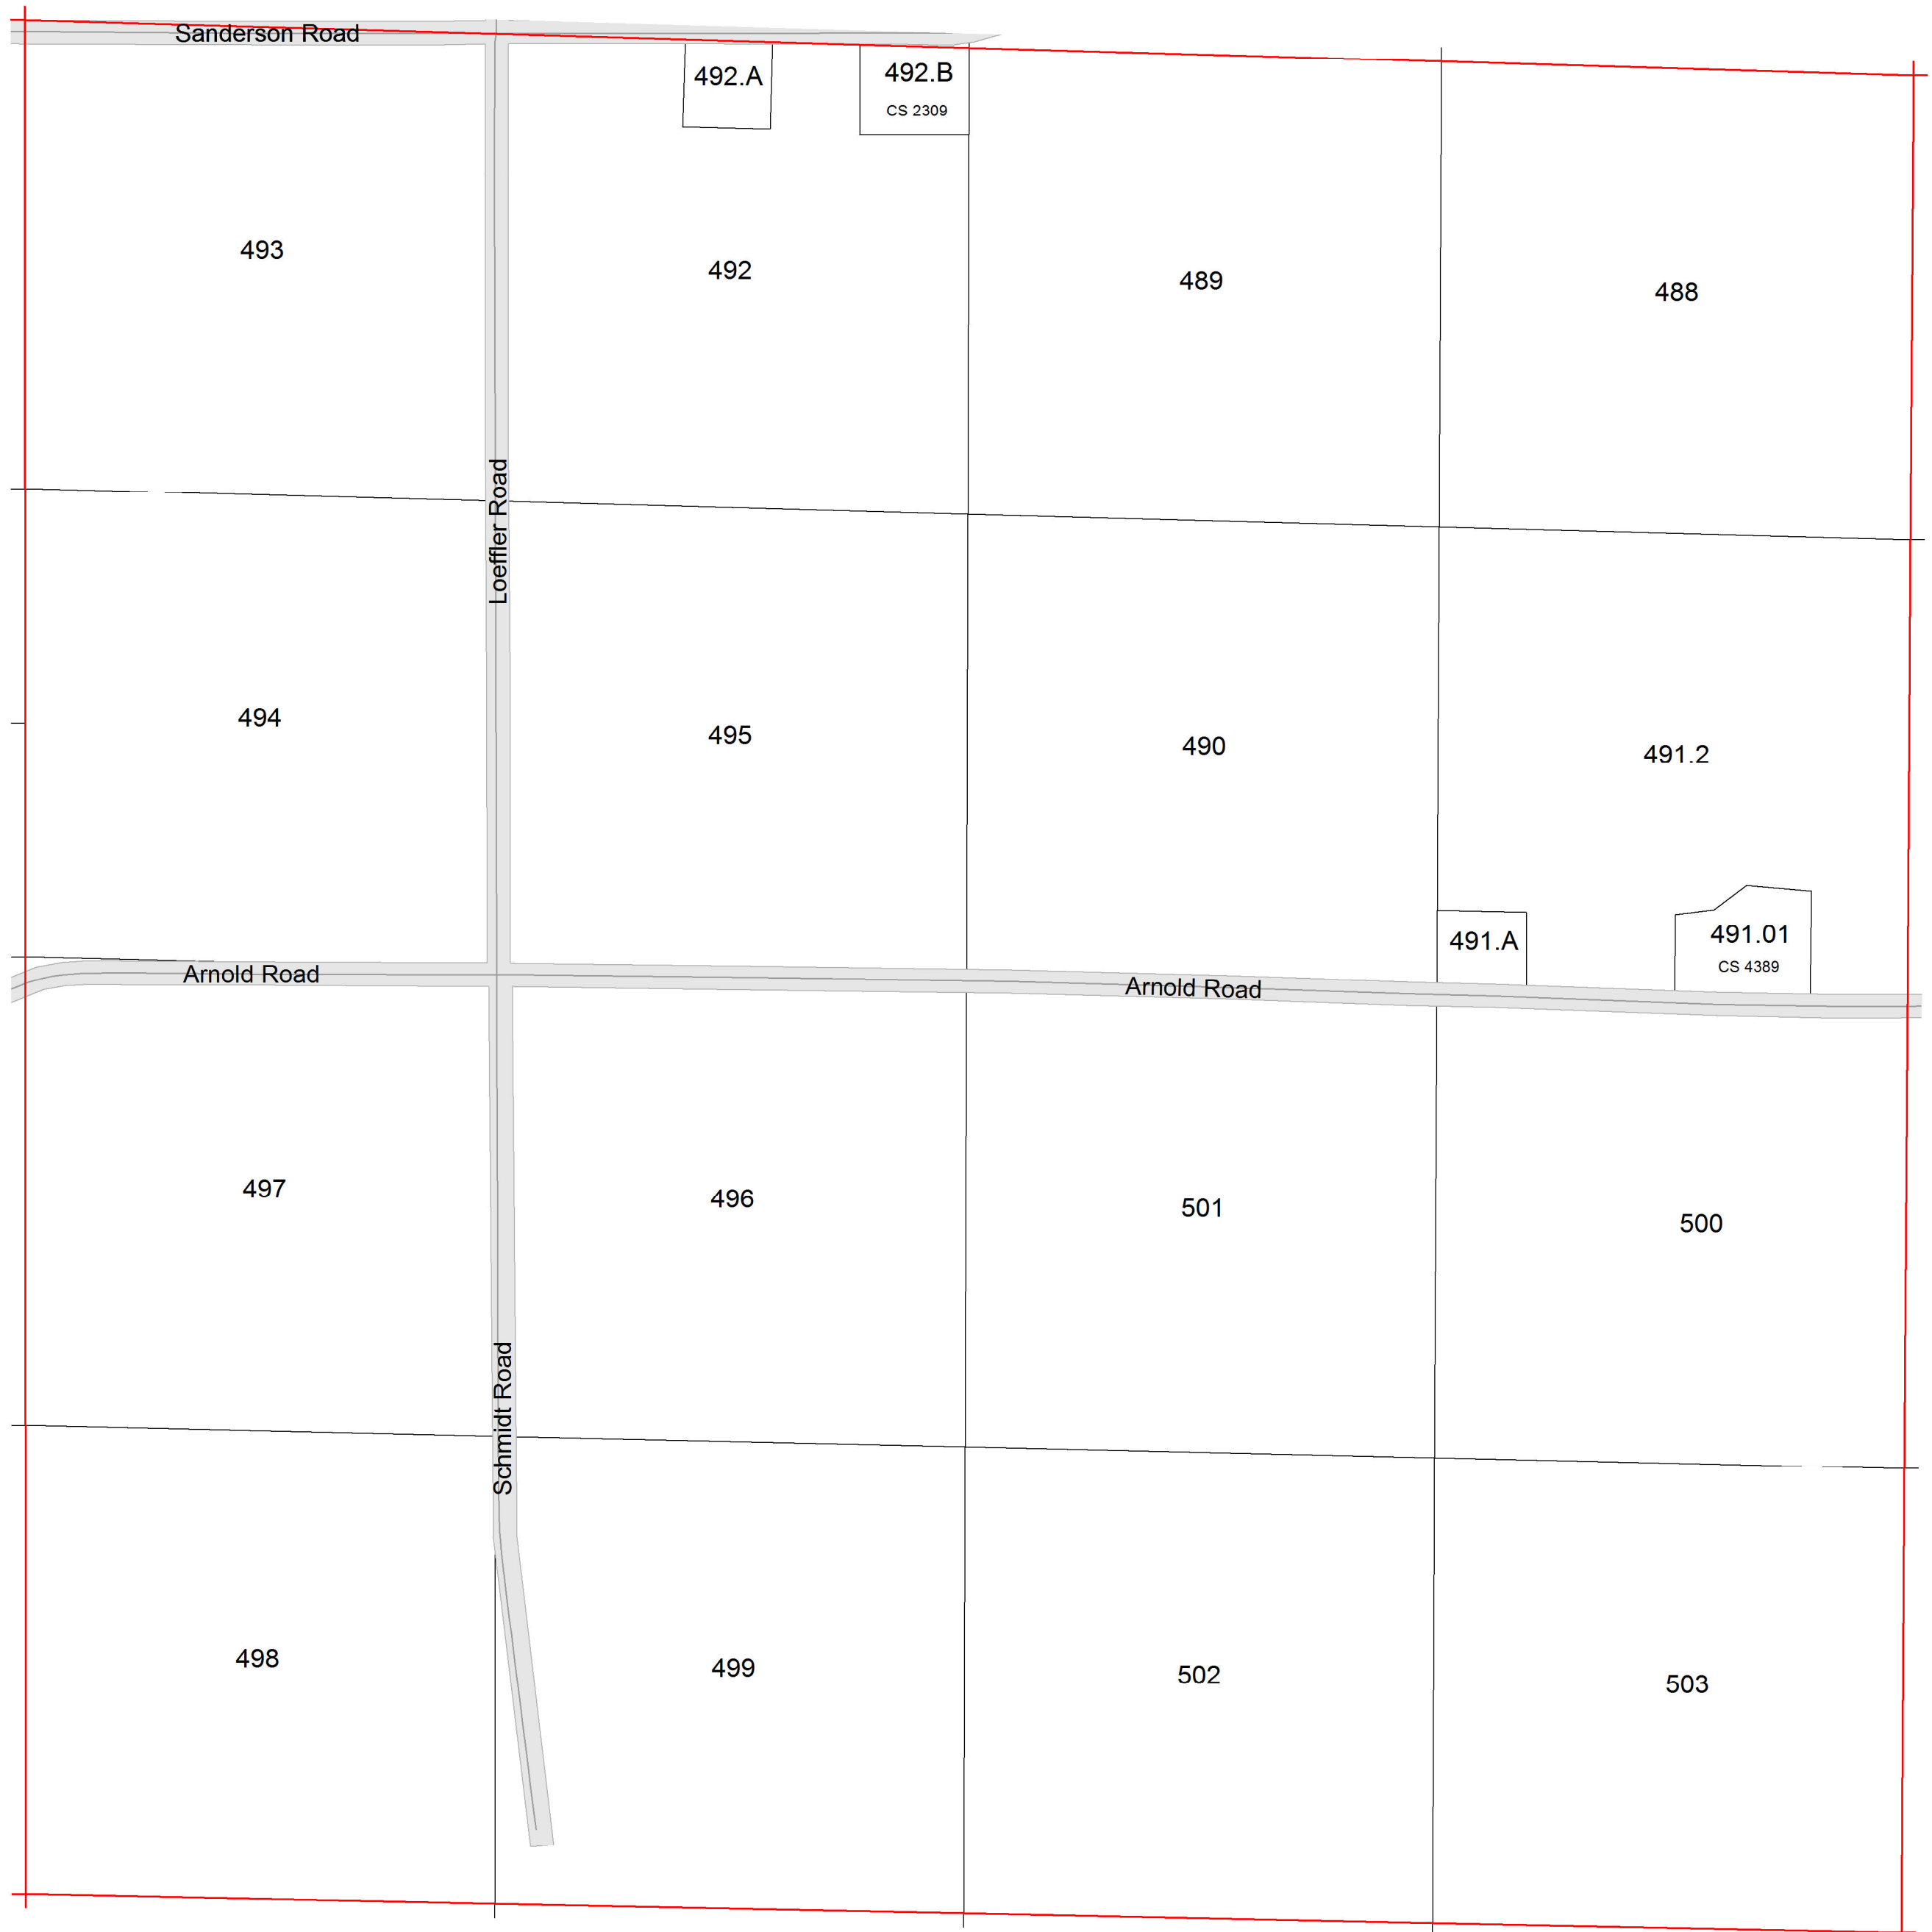 Sanderson Road
492.A
492.B
CS 2309
493
492
489
488
Loeffler Road
494
495
490
491.2
491.A
491.01
CS 4389
Arnold Road
Arnold Road
497
496
501
500
Schmidt Road
498
499
502
503